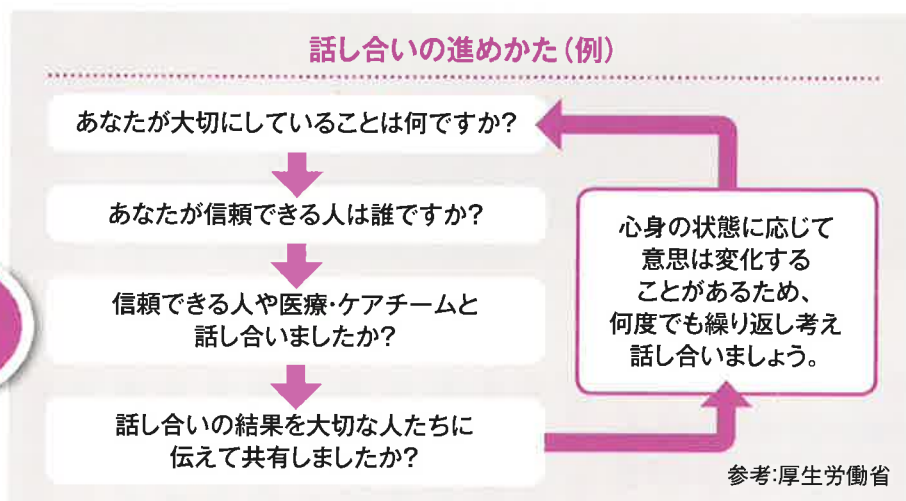 話し合いの進めかた（例）
あなたが大切にしていることは何ですか？
あなたが信頼できる人は誰ですか？
信頼できる人や医療・ケアチームと
話し合いましたか？
話し合いの結果を大切な人たちに
伝えて共有しましたか？
心身の状態に応じて
意思は変化する
ことがあるため、
何度でも繰り返し考え
話し合いましょう。
参考:厚生労働省